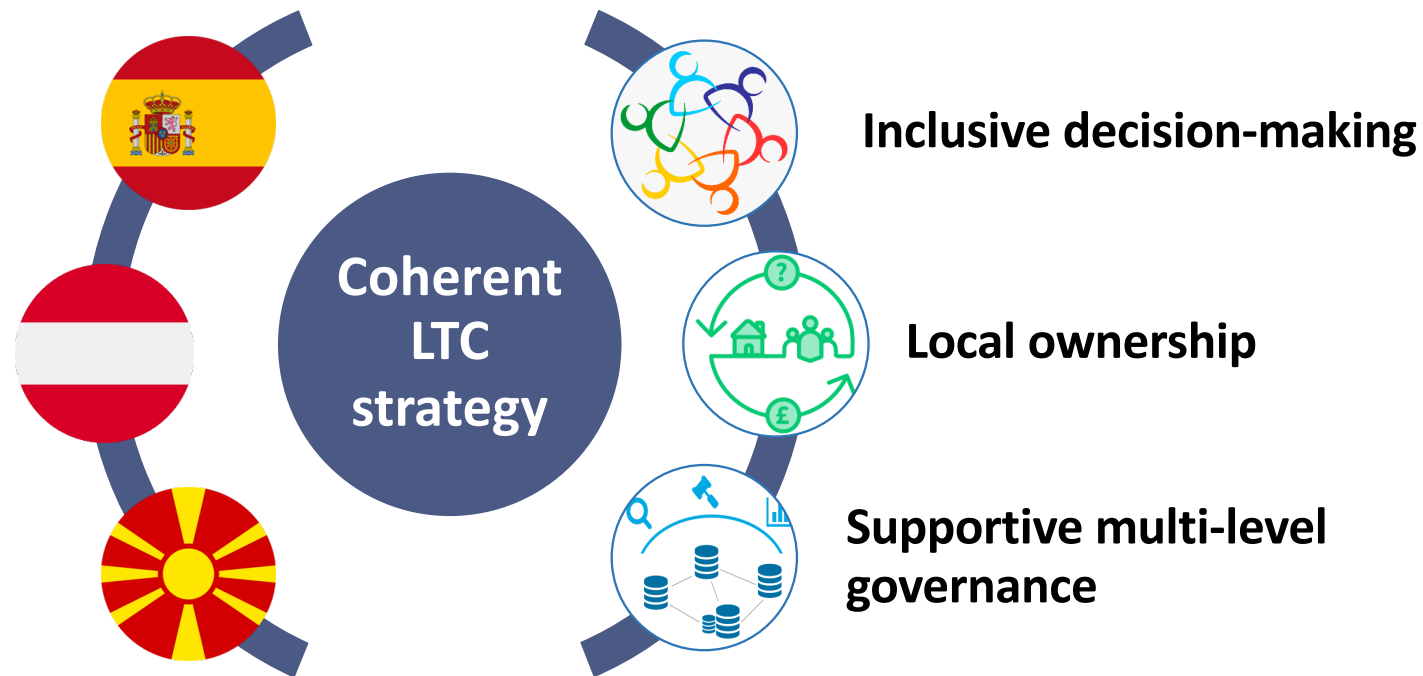 Coherent
LTC
strategy
Inclusive decision-making
?
Local ownership
£
Supportive multi-level
governance